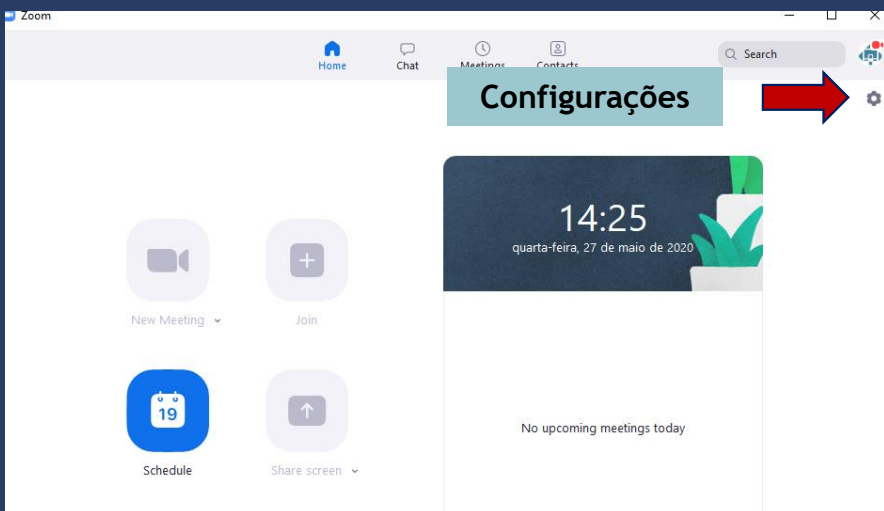 Zoom
Home
Chat
Meetings
Contacts
Search
Configurações
14:25
quarta-feira, 27 de maio de 2020
New Meeting
Join
19
Schedule
Share screen
No upcoming meetings today